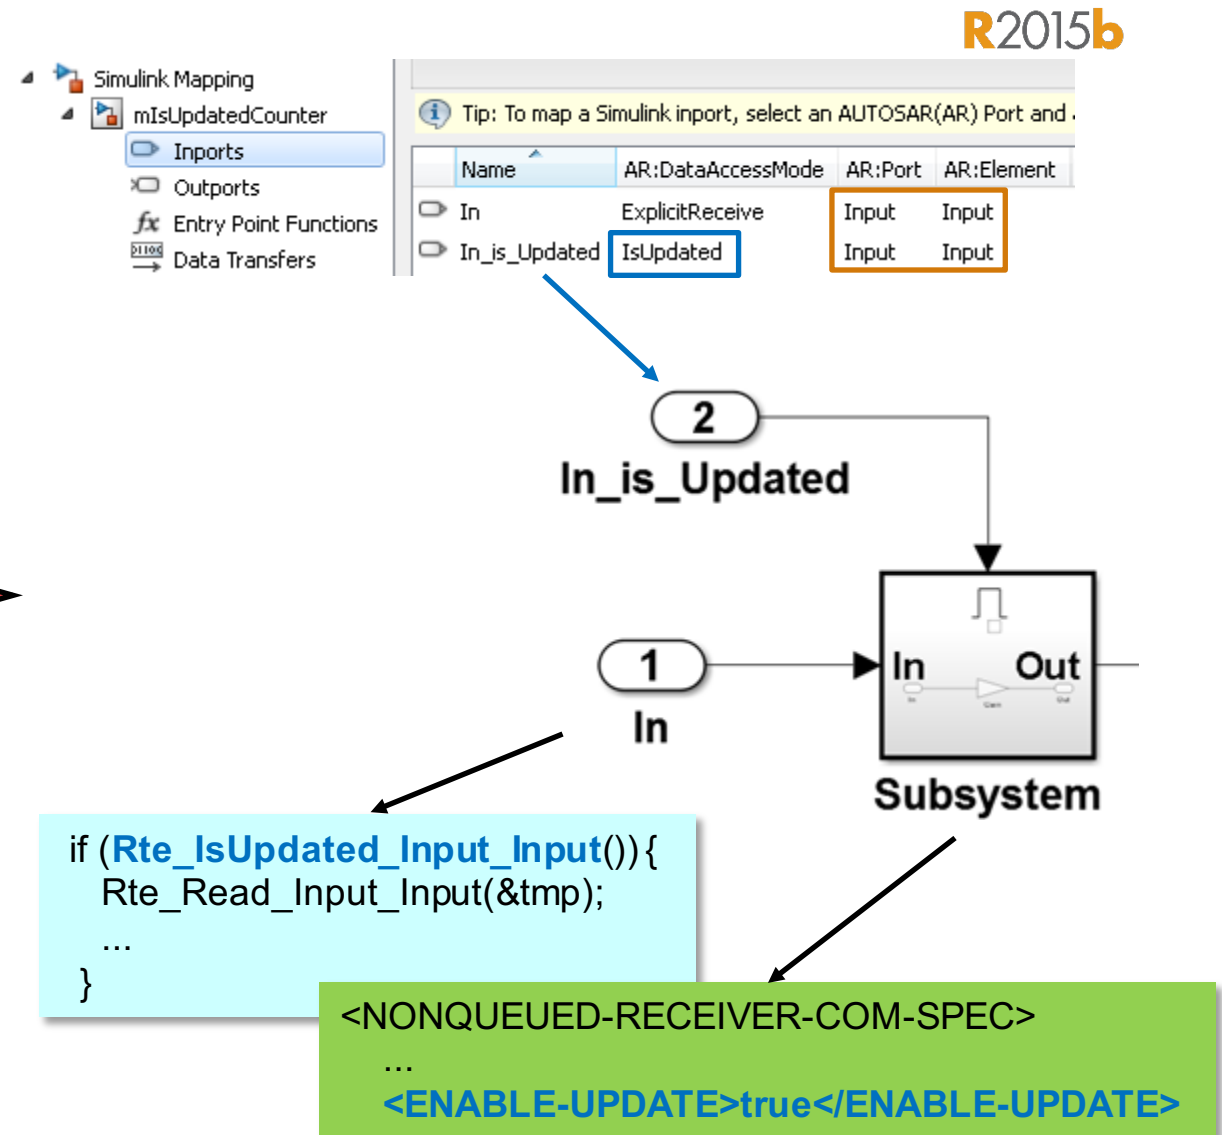 R2015b
Simulink Mapping
mIsUpdatedCounter
Inports
Outports
fx Entry Point Functions
Data Transfers
Tip: To map a Simulink inport, select an AUTOSAR(AR) Port and
Name AR:DataAccessMode AR:Port AR:Element
In ExplicitReceive Input Input
In_is_Updated IsUpdated Input Input
2
In_is_Updated
1
In
In Out
Subsystem
if (Rte_IsUpdated_Input_Input()) {
Rte_Read_Input_Input(&tmp);
...
}
<NONQUEUED-RECEIVER-COM-SPEC>
...
<ENABLE-UPDATE>true</ENABLE-UPDATE>